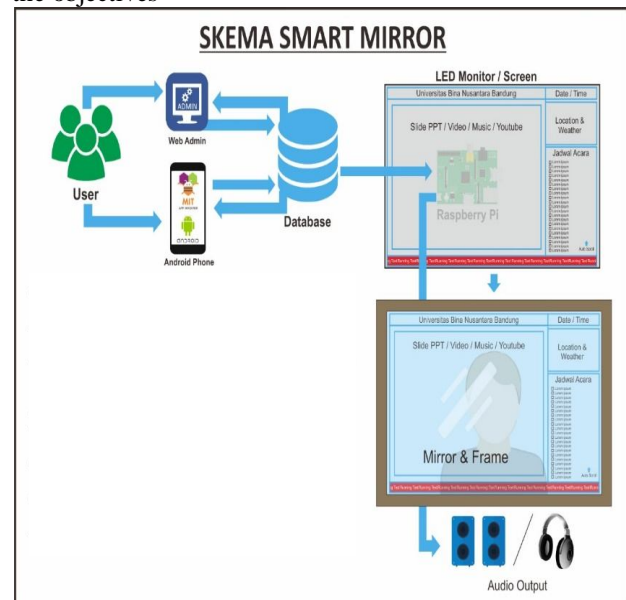 the objectives
SKEMA SMART MIRROR
LED Monitor / Screen
Universitas Bina Nusantara Bandung
Date / Time
Slide PPT / Video / Music / Youtube
Location &
Weather
Jadwal Acara
Raspberry Pi
ADMIN
Web Admin
User
MIT
Android Phone
Database
Universitas Bina Nusantara Bandung
Date / Time
Slide PPT / Video / Music / Youtube
Location &
Weather
Jadwal Acara
Mirror & Frame
Audio Output